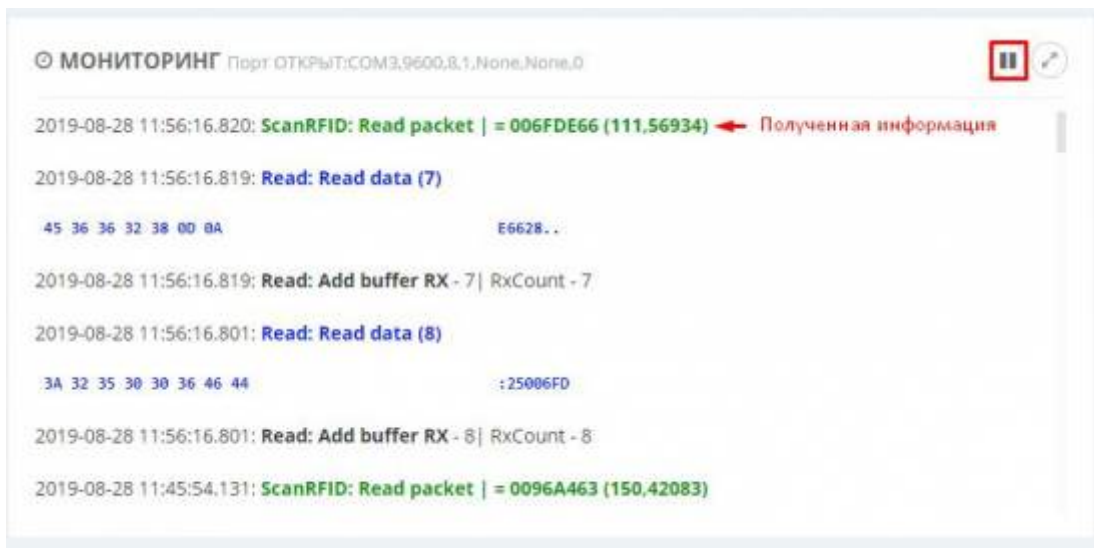 МОНИТОРИНГ Порт ОТКРЫТ:COM3,9600,8,1,None,None,0
2019-08-28 11:56:16.820: ScanRFID: Read packet | = 006FDE66 (111,56934) Полученная информация
2019-08-28 11:56:16.819: Read: Read data (7)
45 36 36 32 38 0D 0A E6628..
2019-08-28 11:56:16.819: Read: Add buffer RX - 7| RxCount - 7
2019-08-28 11:56:16.801: Read: Read data (8)
3A 32 35 30 30 36 46 44 :25006FD
2019-08-28 11:56:16.801: Read: Add buffer RX - 8| RxCount - 8
2019-08-28 11:45:54.131: ScanRFID: Read packet | = 0096A463 (150,42083)